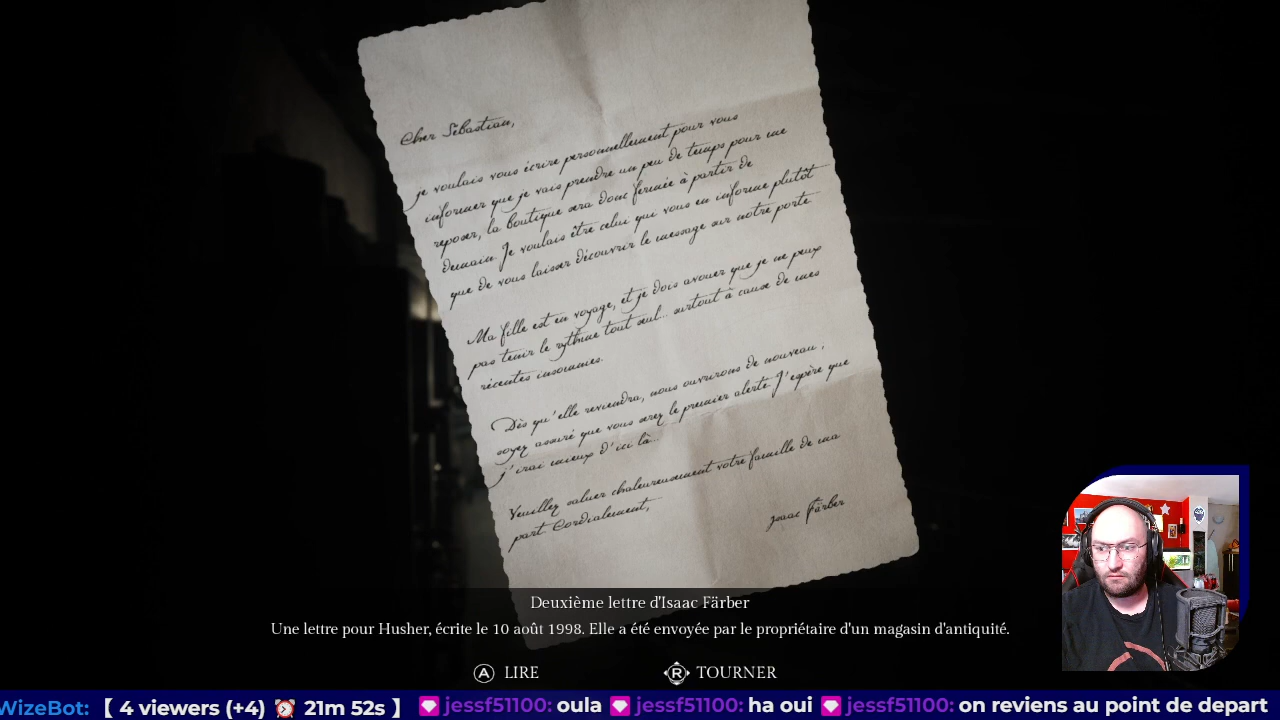 Cher Sébastian,
je voulais vous écrire personnellement pour vous
informer que je vais prendre un peu de temps pour me
reposer, la boutique sera donc fermée à partir de
demain. Je voulais être celui qui vous en informe plutôt
que de vous laisser découvrir le message sur notre porte.
Ma fille est en voyage, et je dois avouer que je ne peux
pas tenir le rythme tout seul... surtout à cause de mes
récentes insomnies.
Dès qu'elle reviendra, nous ouvrirons de nouveau,
soyez assuré que vous serez le premier alerté. J'espère que
j'irai mieux d'ici là...
Veuillez saluer chaleureusement votre famille de ma
part Cordialement,
Isaac Färber
Deuxième lettre d'Isaac Färber
Une lettre pour Husher, écrite le 10 août 1998. Elle a été envoyée par le propriétaire d'un magasin d'antiquité.
A LIRE R TOURNER
WizeBot: 【 4 viewers (+4) ⏰ 21m 52s 】 jessf51100: oula jessf51100: ha oui jessf51100: on reviens au point de depart